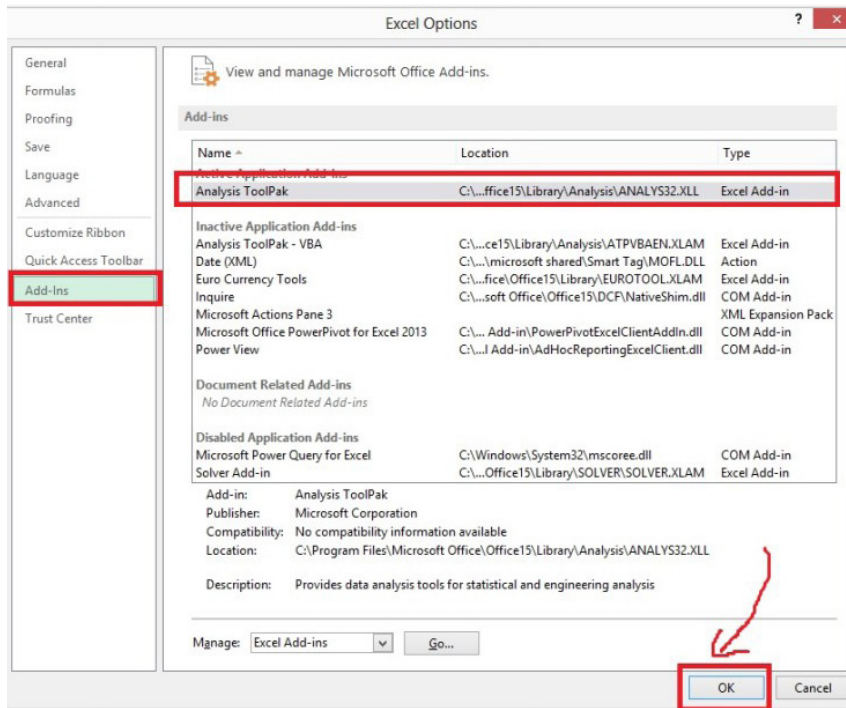 Excel Options
?
General
Formulas
Proofing
Save
Language
Advanced
Customize Ribbon
Quick Access Toolbar
Add-Ins
Trust Center
View and manage Microsoft Office Add-ins.
Add-ins
Name Location Type
Active Application Add-ins
Analysis ToolPak C:\...ffice15\Library\Analysis\ANALYS32.XLL Excel Add-in
Inactive Application Add-ins
Analysis ToolPak - VBA C:\...ce15\Library\Analysis\ATPVBAEN.XLAM Excel Add-in
Date (XML) C:\...\microsoft shared\Smart Tag\MOFL.DLL Action
Euro Currency Tools C:\...fice\Office15\Library\EUROTOOL.XLAM Excel Add-in
Inquire C:\...soft Office\Office15\DCF\NativeShim.dll COM Add-in
Microsoft Actions Pane 3 XML Expansion Pack
Microsoft Office PowerPivot for Excel 2013 C:\... Add-in\PowerPivotExcelClientAddIn.dll COM Add-in
Power View C:\...l Add-in\AdHocReportingExcelClient.dll COM Add-in
Document Related Add-ins
No Document Related Add-ins
Disabled Application Add-ins
Microsoft Power Query for Excel C:\Windows\System32\mscoree.dll COM Add-in
Solver Add-in C:\...Office15\Library\SOLVER\SOLVER.XLAM Excel Add-in
Add-in: Analysis ToolPak
Publisher: Microsoft Corporation
Compatibility: No compatibility information available
Location: C:\Program Files\Microsoft Office\Office15\Library\Analysis\ANALYS32.XLL
Description: Provides data analysis tools for statistical and engineering analysis
Manage: Excel Add-ins Go...
OK Cancel